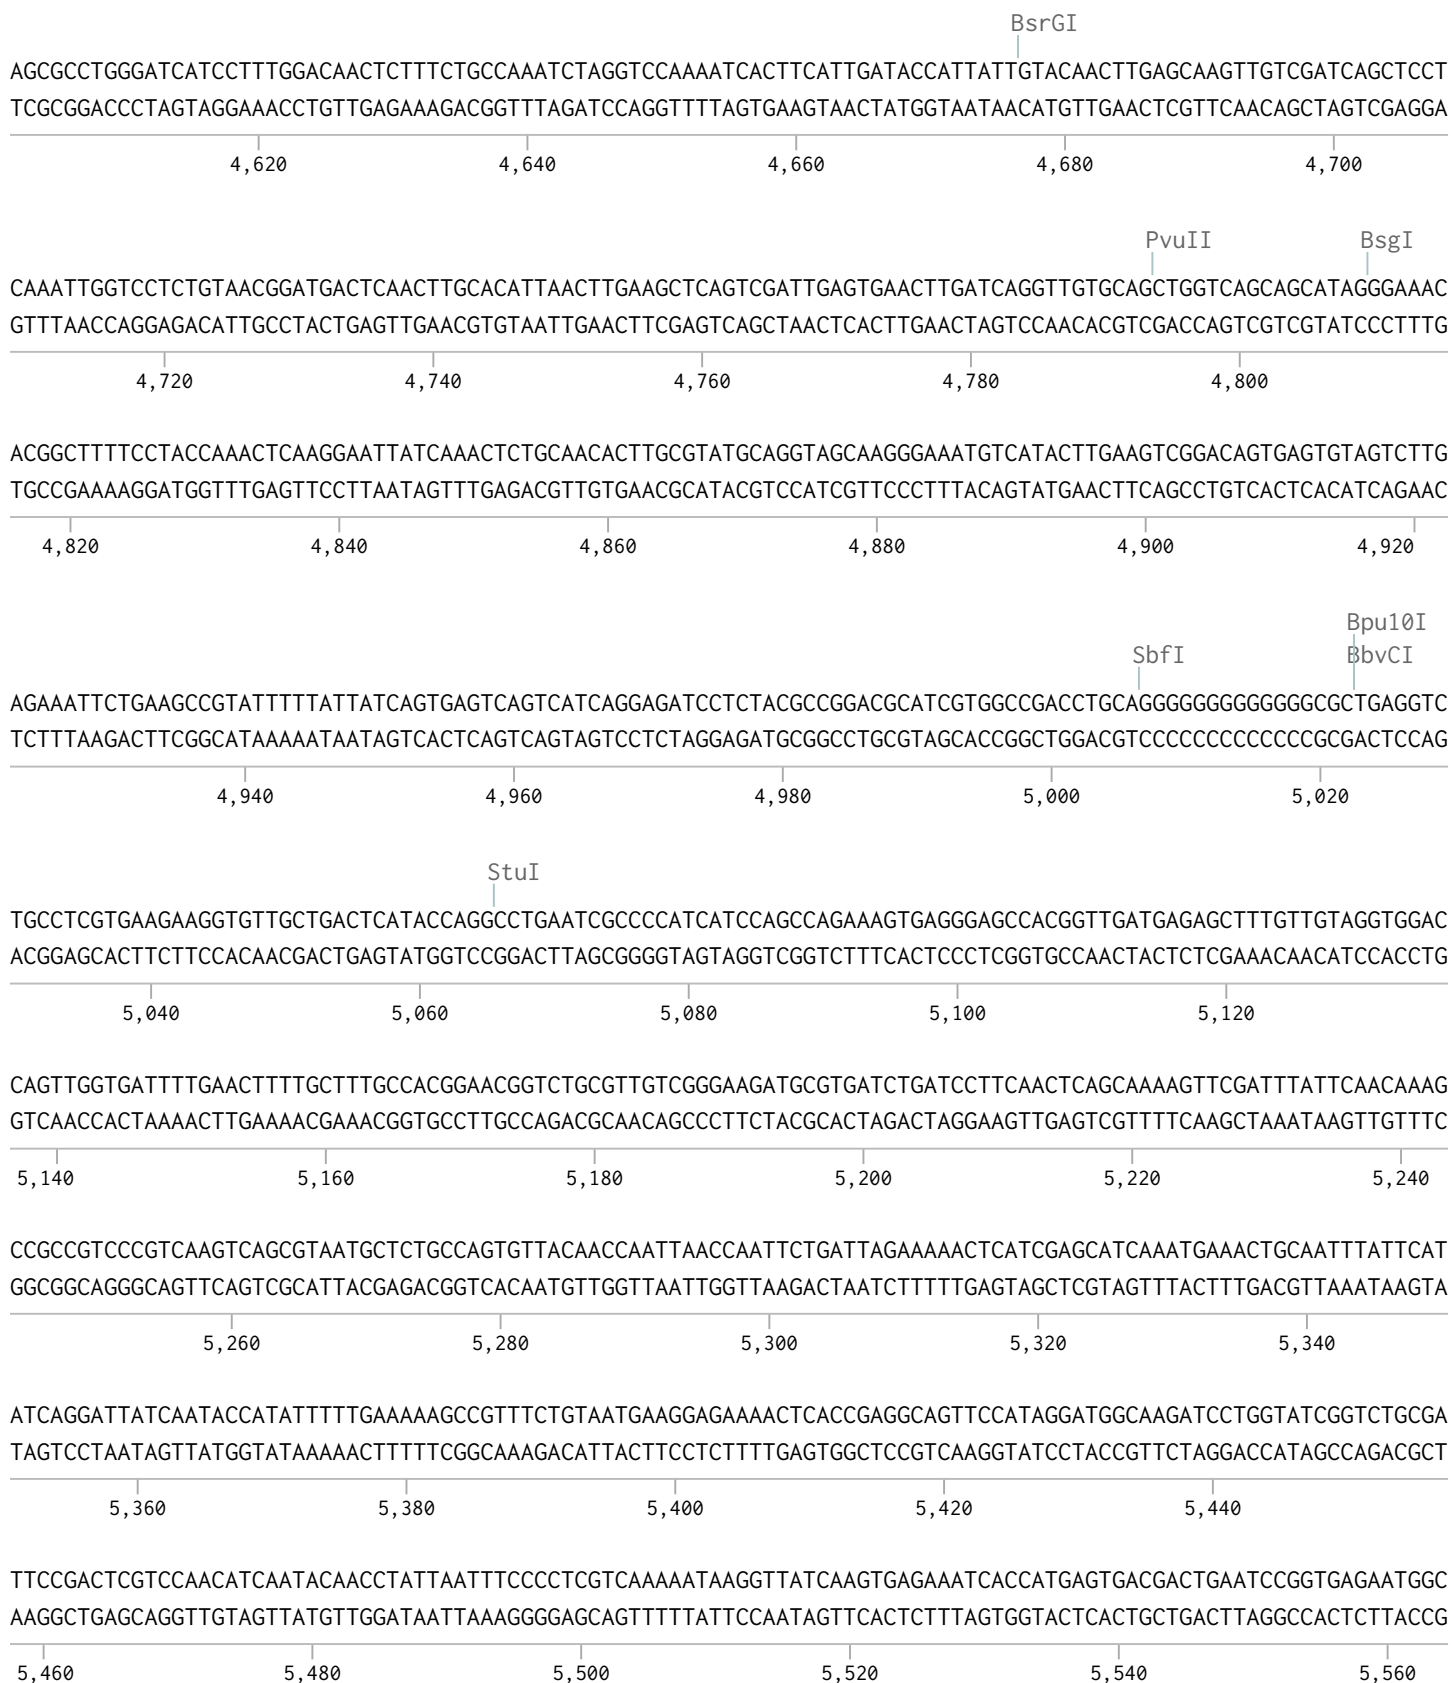 BsrGI
AGCGCCTGGGATCATCCTTTGGACAACTCTTTCTGCCAAATCTAGGTCCAAAATCACTTCATTGATACCATTATTGTACAACTTGAGCAAGTTGTCGATCAGCTCCT
TCGCGGACCCTAGTAGGAAACCTGTTGAGAAAGACGGTTTAGATCCAGGTTTTAGTGAAGTAACTATGGTAATAACATGTTGAACTCGTTCAACAGCTAGTCGAGGA
4,620 4,640 4,660 4,680 4,700
PvuII BsgI
CAAATTGGTCCTCTGTAACGGATGACTCAACTTGCACATTAACTTGAAGCTCAGTCGATTGAGTGAACTTGATCAGGTTGTGCAGCTGGTCAGCAGCATAGGGAAAC
GTTTAACCAGGAGACATTGCCTACTGAGTTGAACGTGTAATTGAACTTCGAGTCAGCTAACTCACTTGAACTAGTCCAACACGTCGACCAGTCGTCGTATCCCTTTG
4,720 4,740 4,760 4,780 4,800
ACGGCTTTTCCTACCAAACTCAAGGAATTATCAAACTCTGCAACACTTGCGTATGCAGGTAGCAAGGGAAATGTCATACTTGAAGTCGGACAGTGAGTGTAGTCTTG
TGCCGAAAAGGATGGTTTGAGTTCCTTAATAGTTTGAGACGTTGTGAACGCATACGTCCATCGTTCCCTTTACAGTATGAACTTCAGCCTGTCACTCACATCAGAAC
4,820 4,840 4,860 4,880 4,900 4,920
Bpu10I
SbfI BbvCI
AGAAATTCTGAAGCCGTATTTTTATTATCAGTGAGTCAGTCATCAGGAGATCCTCTACGCCGGACGCATCGTGGCCGACCTGCAGGGGGGGGGGGGGGCGCTGAGGTC
TCTTTAAGACTTCGGCATAAAAATAATAGTCACTCAGTCAGTAGTCCTCTAGGAGATGCGGCCTGCGTAGCACCGGCTGGACGTCCCCCCCCCCCCCCGCGACTCCAG
4,940 4,960 4,980 5,000 5,020
StuI
TGCCTCGTGAAGAAGGTGTTGCTGACTCATACCAGGCCTGAATCGCCCCATCATCCAGCCAGAAAGTGAGGGAGCCACGGTTGATGAGAGCTTTGTTGTAGGTGGAC
ACGGAGCACTTCTTCCACAACGACTGAGTATGGTCCGGACTTAGCGGGGTAGTAGGTCGGTCTTTCACTCCCTCGGTGCCAACTACTCTCGAAACAACATCCACCTG
5,040 5,060 5,080 5,100 5,120
CAGTTGGTGATTTTGAACTTTTGCTTTGCCACGGAACGGTCTGCGTTGTCGGGAAGATGCGTGATCTGATCCTTCAACTCAGCAAAAGTTCGATTTATTCAACAAAG
GTCAACCACTAAAACTTGAAAACGAAACGGTGCCTTGCCAGACGCAACAGCCCTTCTACGCACTAGACTAGGAAGTTGAGTCGTTTTCAAGCTAAATAAGTTGTTTC
5,140 5,160 5,180 5,200 5,220 5,240
CCGCCGTCCCGTCAAGTCAGCGTAATGCTCTGCCAGTGTTACAACCAATTAACCAATTCTGATTAGAAAAACTCATCGAGCATCAAATGAAACTGCAATTTATTCAT
GGCGGCAGGGCAGTTCAGTCGCATTACGAGACGGTCACAATGTTGGTTAATTGGTTAAGACTAATCTTTTTGAGTAGCTCGTAGTTTACTTTGACGTTAAATAAGTA
5,260 5,280 5,300 5,320 5,340
ATCAGGATTATCAATACCATATTTTTGAAAAAGCCGTTTCTGTAATGAAGGAGAAAACTCACCGAGGCAGTTCCATAGGATGGCAAGATCCTGGTATCGGTCTGCGA
TAGTCCTAATAGTTATGGTATAAAAACTTTTTCGGCAAAGACATTACTTCCTCTTTTGAGTGGCTCCGTCAAGGTATCCTACCGTTCTAGGACCATAGCCAGACGCT
5,360 5,380 5,400 5,420 5,440
TTCCGACTCGTCCAACATCAATACAACCTATTAATTTCCCCTCGTCAAAAATAAGGTTATCAAGTGAGAAATCACCATGAGTGACGACTGAATCCGGTGAGAATGGC
AAGGCTGAGCAGGTTGTAGTTATGTTGGATAATTAAAGGGGAGCAGTTTTTATTCCAATAGTTCACTCTTTAGTGGTACTCACTGCTGACTTAGGCCACTCTTACCG
5,460 5,480 5,500 5,520 5,540 5,560